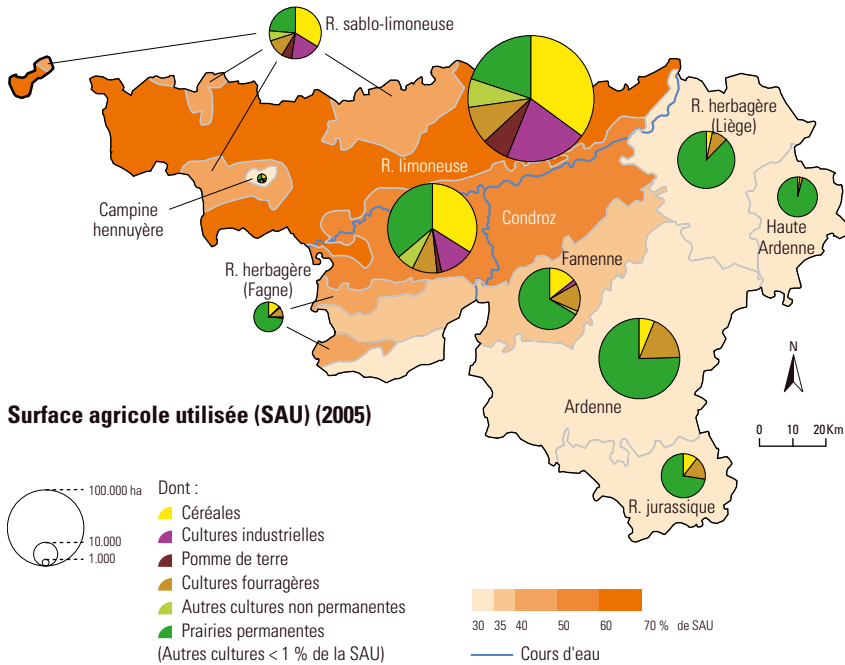 R. sablo-limoneuse
R. herbagère
(Liège)
R. limoneuse
Campine
hennuyère
Condroz
Haute
Ardenne
Famenne
R. herbagère
(Fagne)
N
Ardenne
Surface agricole utilisée (SAU) (2005)
0 10 20Km
R. jurassique
100.000 ha
10.000
1.000
Dont :
Céréales
Cultures industrielles
Pomme de terre
Cultures fourragères
Autres cultures non permanentes
Prairies permanentes
(Autres cultures < 1 % de la SAU)
30 35 40 50 60 70 % de SAU
Cours d'eau